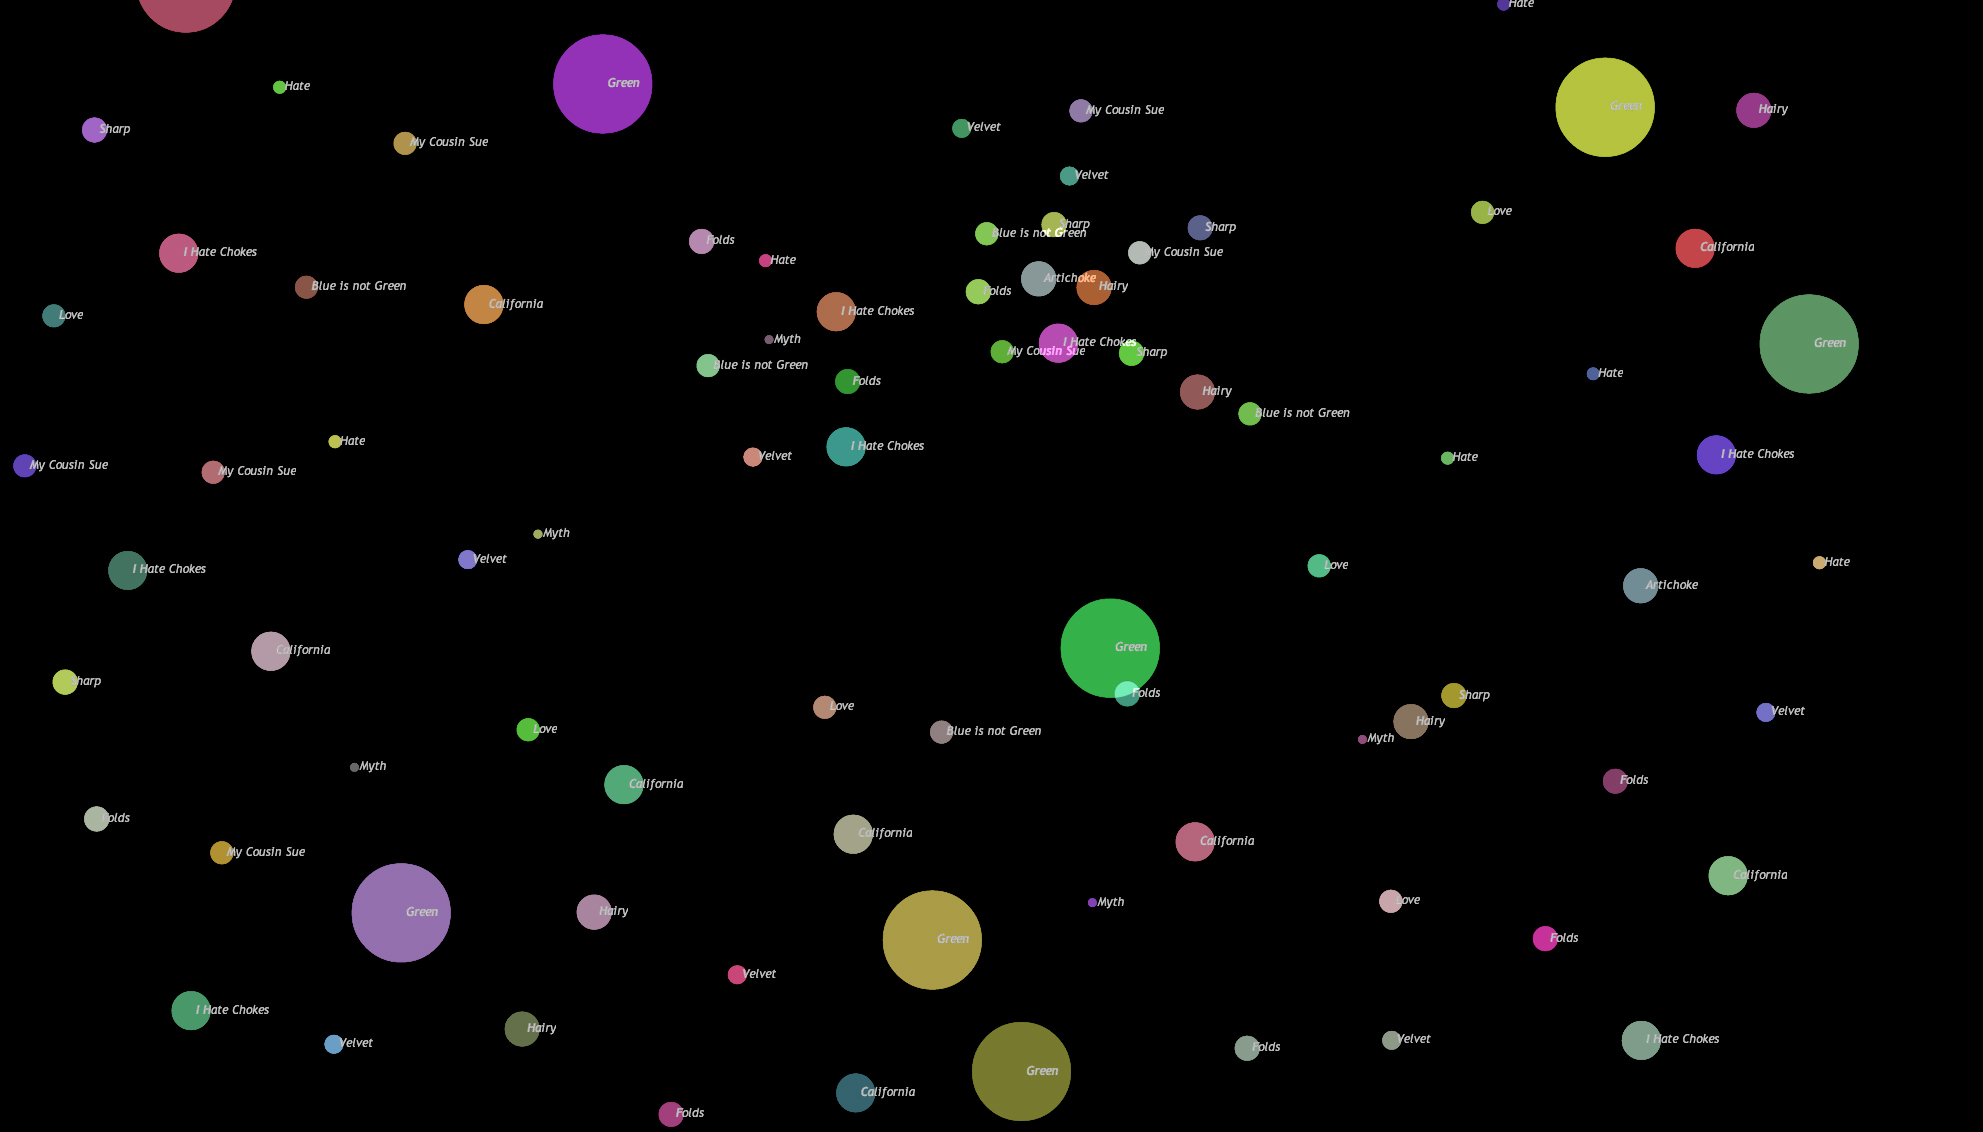 Hate
Green
Hate
Green
Hairy
My Cousin Sue
Sharp
Velvet
My Cousin Sue
Velvet
Love
Sharp
Sharp
Blue is not Green
Folds
California
I Hate Chokes
My Cousin Sue
Hate
Artichoke
Blue is not Green
Hairy
Folds
California
I Hate Chokes
Love
Myth
I Hate Chokes
Green
My Cousin Sue
Sharp
Blue is not Green
Hate
Folds
Hairy
Blue is not Green
Hate
I Hate Chokes
I Hate Chokes
Velvet
Hate
My Cousin Sue
My Cousin Sue
Myth
Velvet
Hate
Love
I Hate Chokes
Artichoke
Green
California
Sharp
Folds
Sharp
Love
Velvet
Hairy
Love
Blue is not Green
Myth
Myth
Folds
California
Folds
California
California
My Cousin Sue
California
Love
Myth
Green
Hairy
Folds
Green
Velvet
I Hate Chokes
Hairy
Velvet
I Hate Chokes
Velvet
Folds
Green
California
Folds